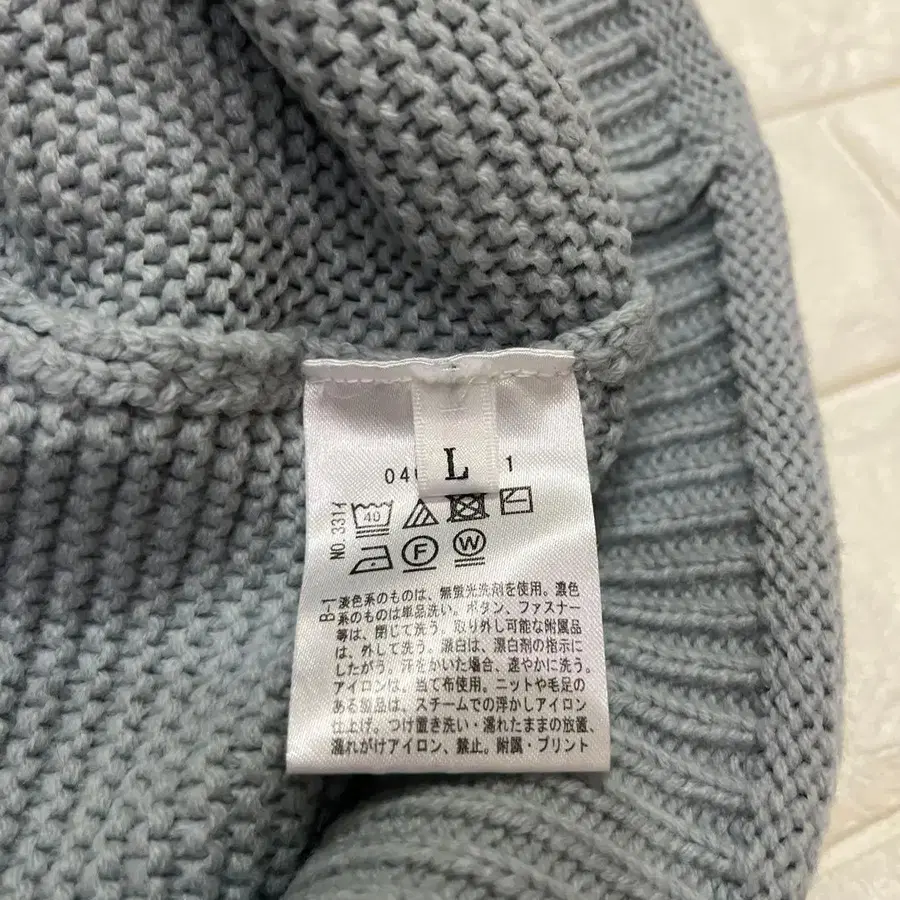 L
040 1
NO.3314
40
F W
B-1
淡色系のものは、無蛍光洗剤を使用。濃色
系のものは単品洗い。ボタン、ファスナー
等は、閉じて洗う。取り外し可能な附属品
は、外して洗う。漂白は、漂白剤の指示に
したがう。汗をかいた場合、速やかに洗う。
アイロンは、当て布使用。ニットや毛足の
ある製品は、スチームでの浮かしアイロン
仕上げ。つけ置き洗い・濡れたままの放置、
濡れがけアイロン、禁止。附属・プリント